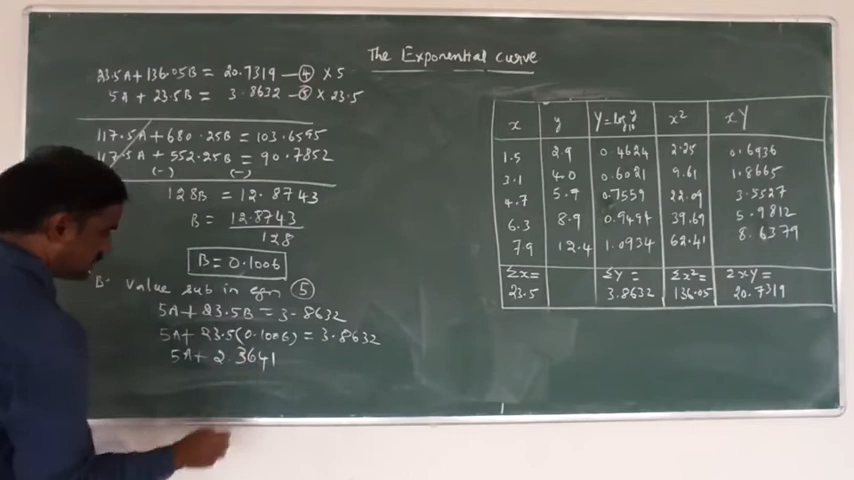 The Exponential curve
23.5A + 136.05B = 20.7319 — ④ × 5
5A + 23.5B = 3.8632 — ⑤ × 23.5
117.5A + 680.25B = 103.6595
117.5A + 552.25B = 90.7852
(-) (-)
128B = 12.8743
B = 12.8743
128
B = 0.1006
B- Value sub in eqn ⑤
5A + 23.5B = 3.8632
5A + 23.5(0.1006) = 3.8632
5A + 2.3641
x y Y=log₁₀y x² xY
1.5 2.9 0.4624 2.25 0.6936
3.1 4.0 0.6021 9.61 1.8665
4.7 5.7 0.7559 22.09 3.5527
6.3 8.9 0.9494 39.69 5.9812
7.9 12.4 1.0934 62.41 8.6379
Σx= ΣY= Σx²= ΣxY=
23.5 3.8632 136.05 20.7319